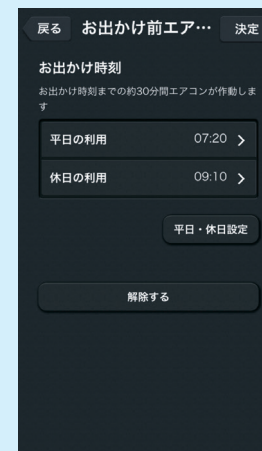 戻る お出かけ前エア… 決定
お出かけ時刻
お出かけ時刻までの約30分間エアコンが作動しま
す
平日の利用 07:20
休日の利用 09:10
平日・休日設定
解除する